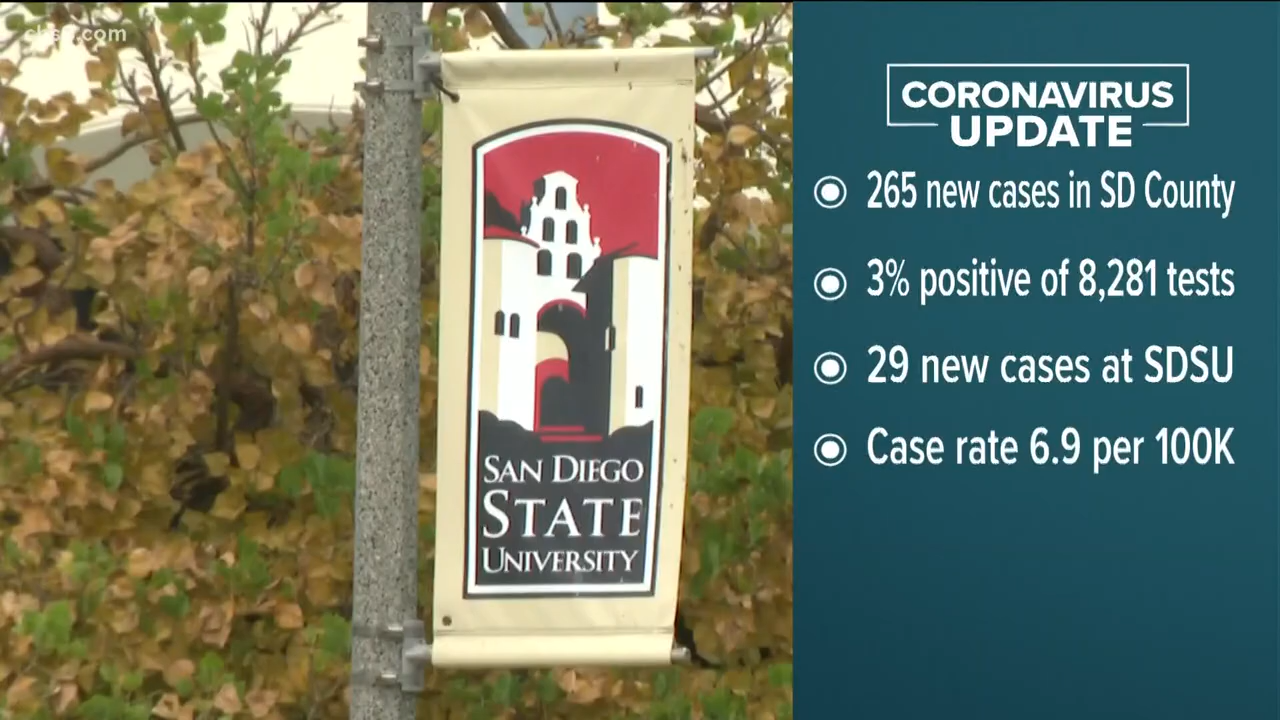 SAN DIEGO
STATE
UNIVERSITY
CORONAVIRUS
UPDATE
265 new cases in SD County
3% positive of 8,281 tests
29 new cases at SDSU
Case rate 6.9 per 100K